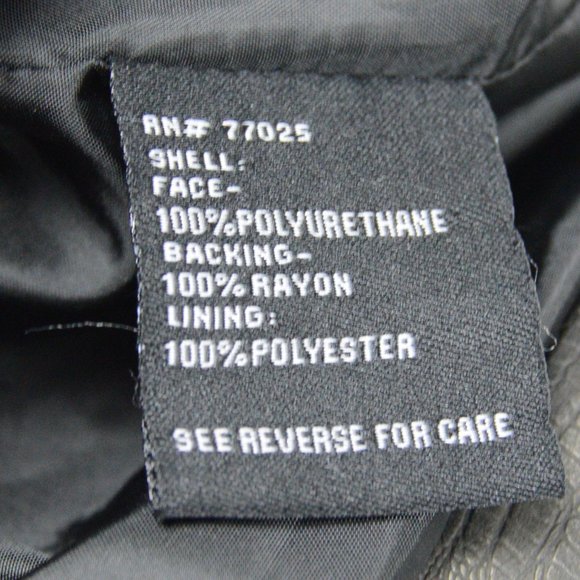 RN# 77025
SHELL:
FACE-
100%POLYURETHANE
BACKING-
100%RAYON
LINING:
100%POLYESTER
SEE REVERSE FOR CARE